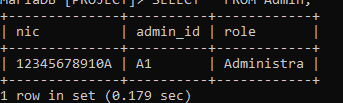 MariaDB [PROJECT]> SELECT * FROM Admin;
+--------------+----------+-----------+
| nic          | admin_id | role      |
+--------------+----------+-----------+
| 12345678910A | A1       | Administra |
+--------------+----------+-----------+
1 row in set (0.179 sec)